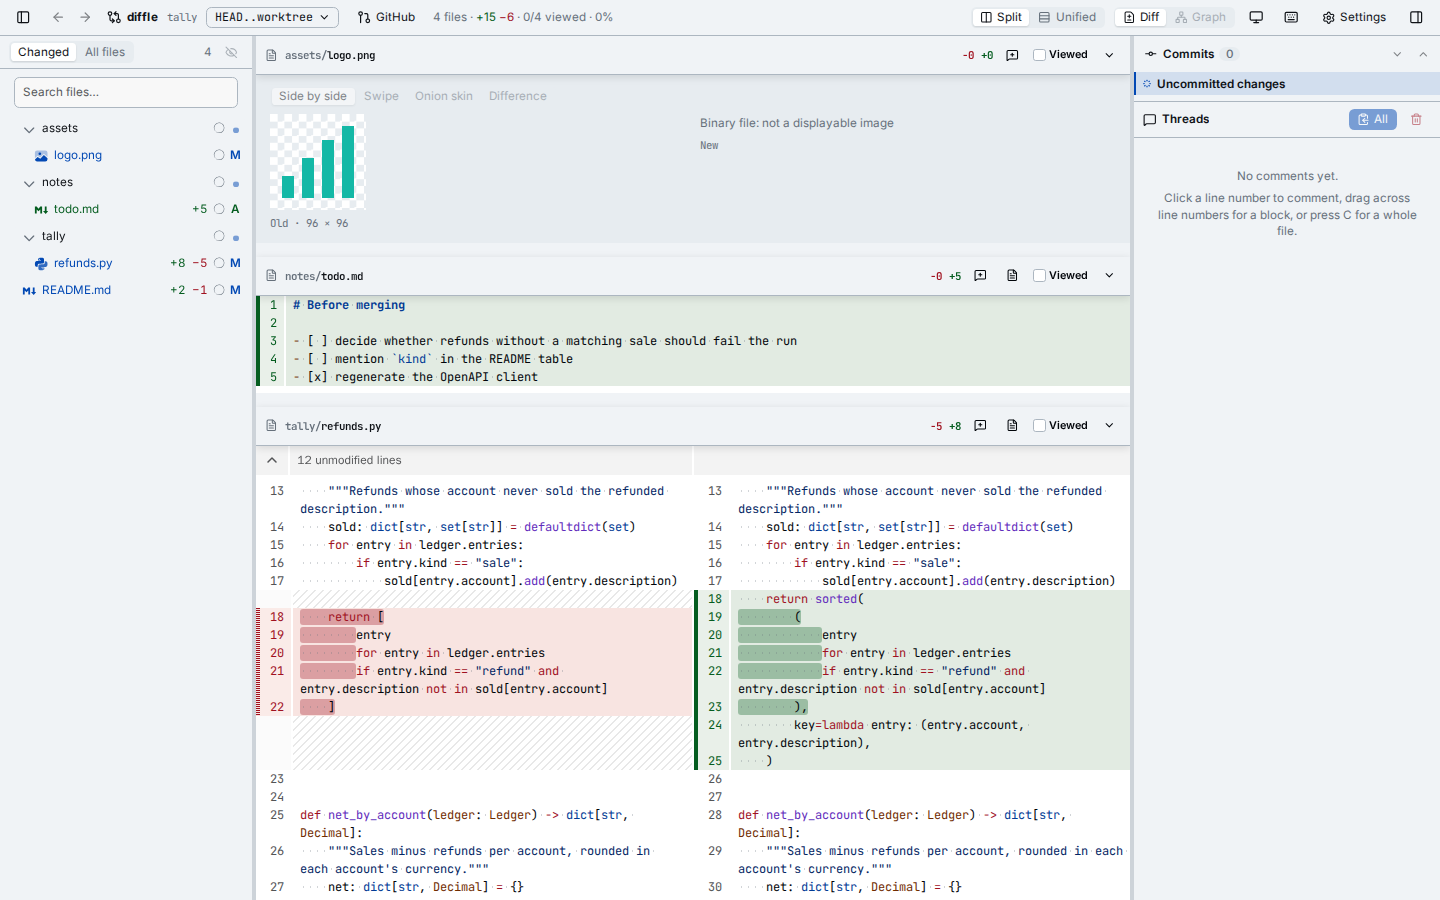 diffle tally HEAD..worktree GitHub 4 files · +15 −6 · 0/4 viewed · 0% Split Unified Diff Graph Settings
Changed All files 4
Search files...
assets
logo.png M
notes
todo.md +5 A
tally
refunds.py +8 −5 M
README.md +2 −1 M
assets/logo.png -0 +0 Viewed
Side by side Swipe Onion skin Difference
Old · 96 × 96
Binary file: not a displayable image
New
notes/todo.md -0 +5 Viewed
1 # Before merging
2
3 - [ ] decide whether refunds without a matching sale should fail the run
4 - [ ] mention `kind` in the README table
5 - [x] regenerate the OpenAPI client
tally/refunds.py -5 +8 Viewed
12 unmodified lines
13 """Refunds whose account never sold the refunded
description."""
14 sold: dict[str, set[str]] = defaultdict(set)
15 for entry in ledger.entries:
16 if entry.kind == "sale":
17 sold[entry.account].add(entry.description)
18 return [
19 entry
20 for entry in ledger.entries
21 if entry.kind == "refund" and
entry.description not in sold[entry.account]
22 ]
23
24
25 def net_by_account(ledger: Ledger) -> dict[str,
Decimal]:
26 """Sales minus refunds per account, rounded in
each account's currency."""
27 net: dict[str, Decimal] = {}
13 """Refunds whose account never sold the refunded
description."""
14 sold: dict[str, set[str]] = defaultdict(set)
15 for entry in ledger.entries:
16 if entry.kind == "sale":
17 sold[entry.account].add(entry.description)
18 return sorted(
19 (
20 entry
21 for entry in ledger.entries
22 if entry.kind == "refund" and
entry.description not in sold[entry.account]
23 ),
24 key=lambda entry: (entry.account,
entry.description),
25 )
26
27
28 def net_by_account(ledger: Ledger) -> dict[str,
Decimal]:
29 """Sales minus refunds per account, rounded in each
account's currency."""
30 net: dict[str, Decimal] = {}
Commits 0
Uncommitted changes
Threads All
No comments yet.
Click a line number to comment, drag across
line numbers for a block, or press C for a whole
file.